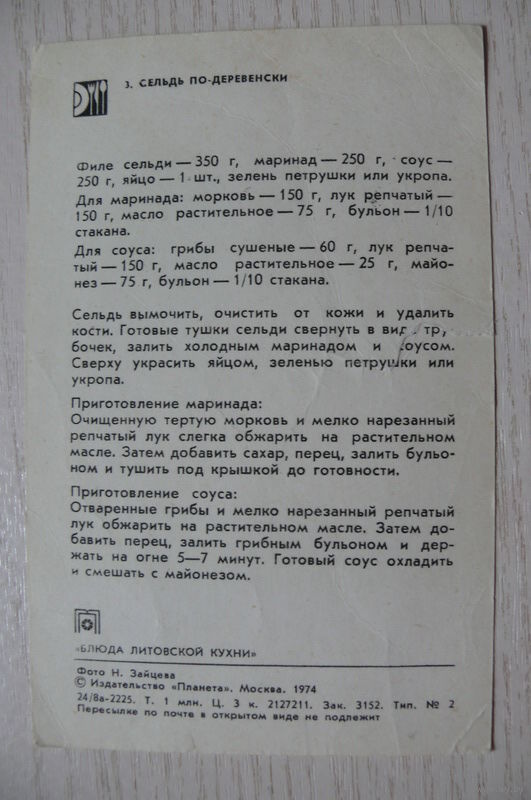 3. СЕЛЬДЬ ПО-ДЕРЕВЕНСКИ
Филе сельди — 350 г, маринад — 250 г, соус —
250 г, яйцо — 1 шт., зелень петрушки или укропа.
Для маринада: морковь — 150 г, лук репчатый —
150 г, масло растительное — 75 г, бульон — 1/10
стакана.
Для соуса: грибы сушеные — 60 г, лук репча-
тый — 150 г, масло растительное — 25 г, майо-
нез — 75 г, бульон — 1/10 стакана.
Сельдь вымочить, очистить от кожи и удалить
кости. Готовые тушки сельди свернуть в виде тру-
бочек, залить холодным маринадом и соусом.
Сверху украсить яйцом, зеленью петрушки или
укропа.
Приготовление маринада:
Очищенную тертую морковь и мелко нарезанный
репчатый лук слегка обжарить на растительном
масле. Затем добавить сахар, перец, залить бульо-
ном и тушить под крышкой до готовности.
Приготовление соуса:
Отваренные грибы и мелко нарезанный репчатый
лук обжарить на растительном масле. Затем до-
бавить перец, залить грибным бульоном и дер-
жать на огне 5—7 минут. Готовый соус охладить
и смешать с майонезом.
«БЛЮДА ЛИТОВСКОЙ КУХНИ»
Фото Н. Зайцева
© Издательство «Планета». Москва. 1974
24/8а-2225. Т. 1 млн. Ц. 3 к. 2127211. Зак. 3152. Тип. № 2
Пересылке по почте в открытом виде не подлежит